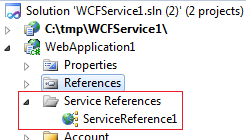 Solution 'WCFService1.sln (2)' (2 projects)
C:\tmp\WCFService1\
WebApplication1
Properties
References
Service References
ServiceReference1
Account